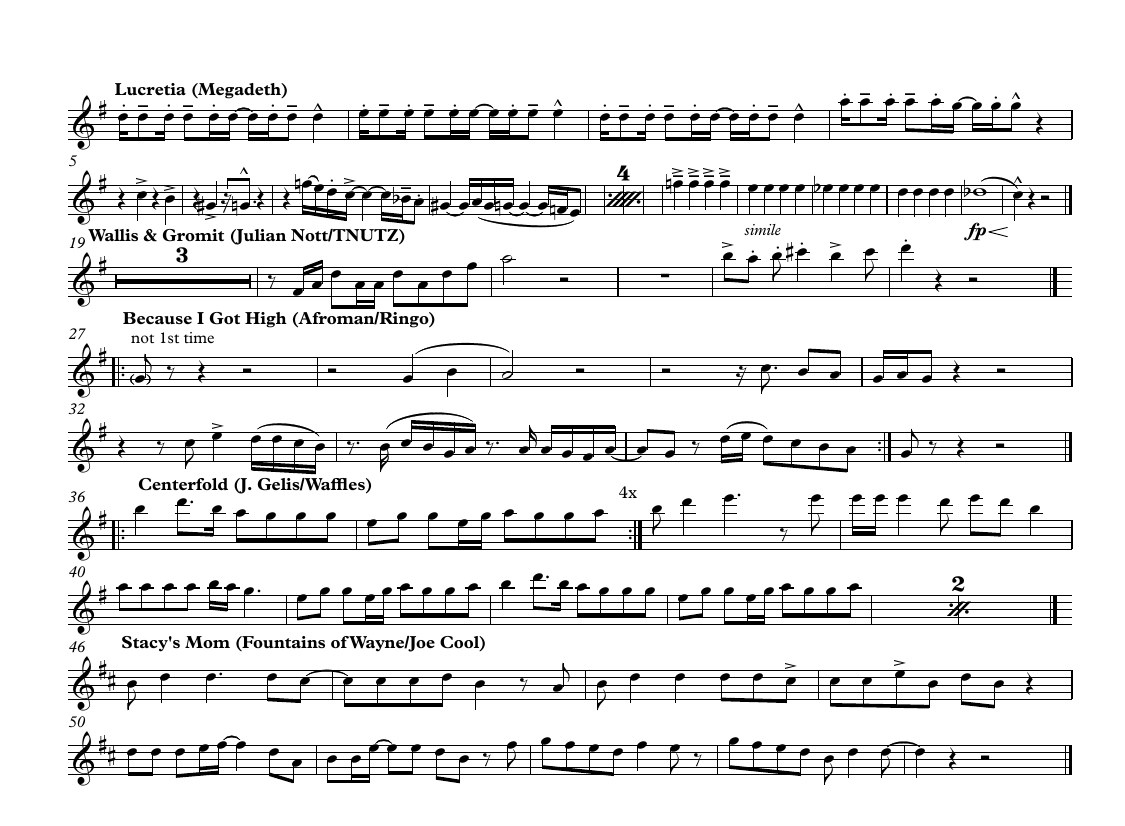 Lucretia (Megadeth)
5
4
simile
fp
Wallis & Gromit (Julian Nott/TNUTZ)
19
3
Because I Got High (Afroman/Ringo)
27
not 1st time
32
Centerfold (J. Gelis/Waffles)
36
4x
40
2
Stacy's Mom (Fountains of Wayne/Joe Cool)
46
50